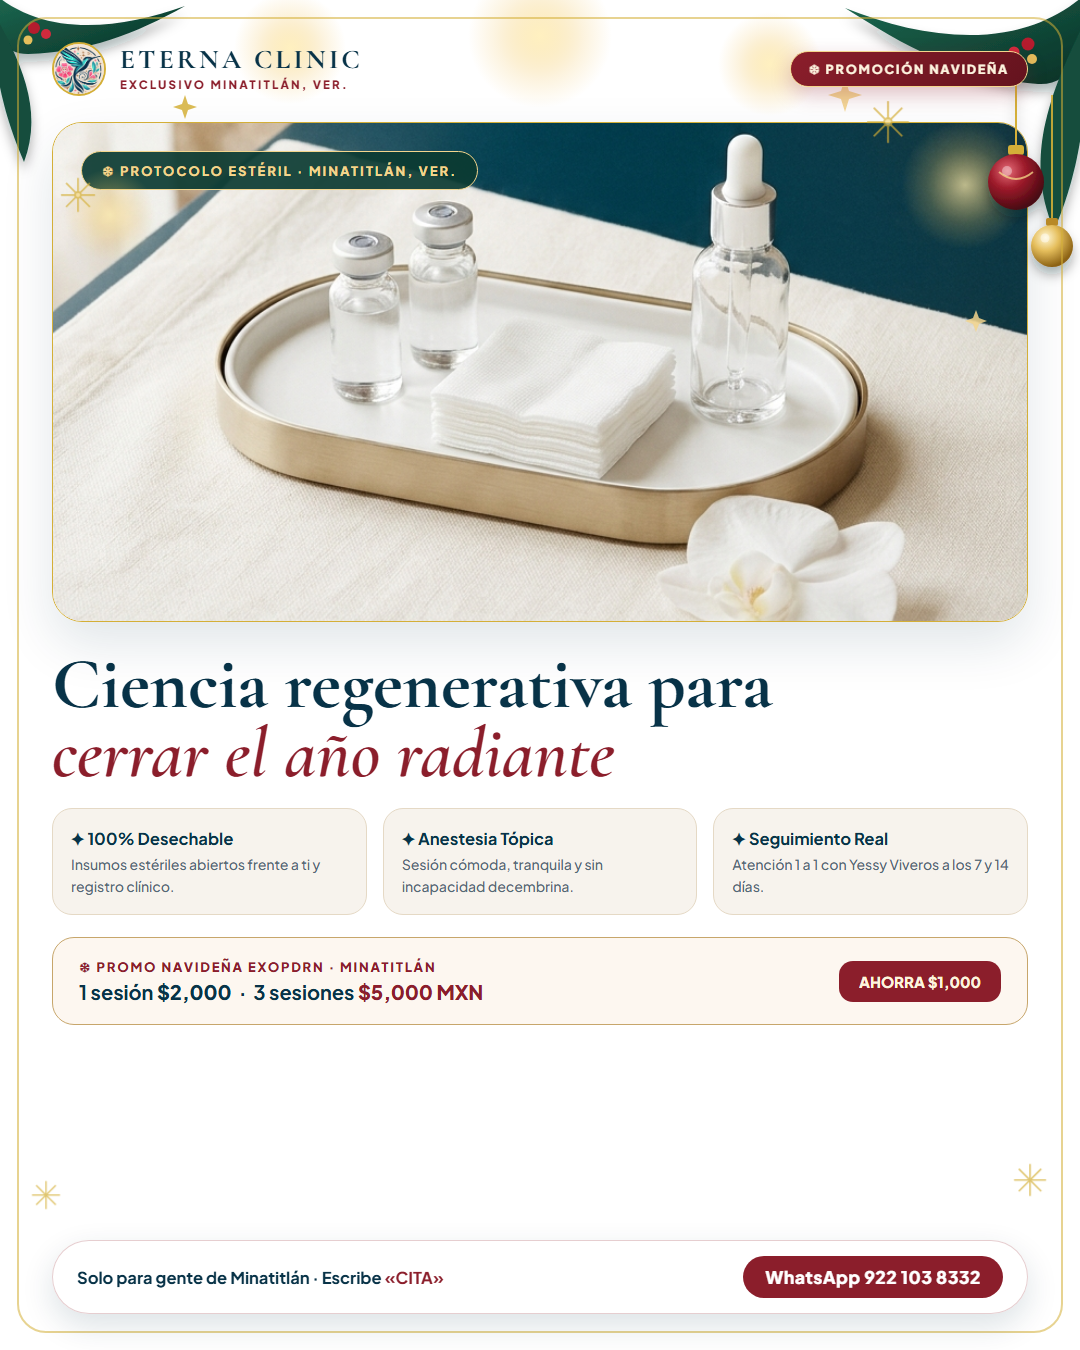 ETERNA CLINIC
EXCLUSIVO MINATITLÁN, VER.
❄ PROMOCIÓN NAVIDEÑA
❄ PROTOCOLO ESTÉRIL · MINATITLÁN, VER.
Ciencia regenerativa para
cerrar el año radiante
✦ 100% Desechable
Insumos estériles abiertos frente a ti y
registro clínico.
✦ Anestesia Tópica
Sesión cómoda, tranquila y sin
incapacidad decembrina.
✦ Seguimiento Real
Atención 1 a 1 con Yessy Viveros a los 7 y 14
días.
❄ PROMO NAVIDEÑA EXOPDRN · MINATITLÁN
1 sesión $2,000 · 3 sesiones $5,000 MXN
AHORRA $1,000
Solo para gente de Minatitlán · Escribe «CITA»
WhatsApp 922 103 8332